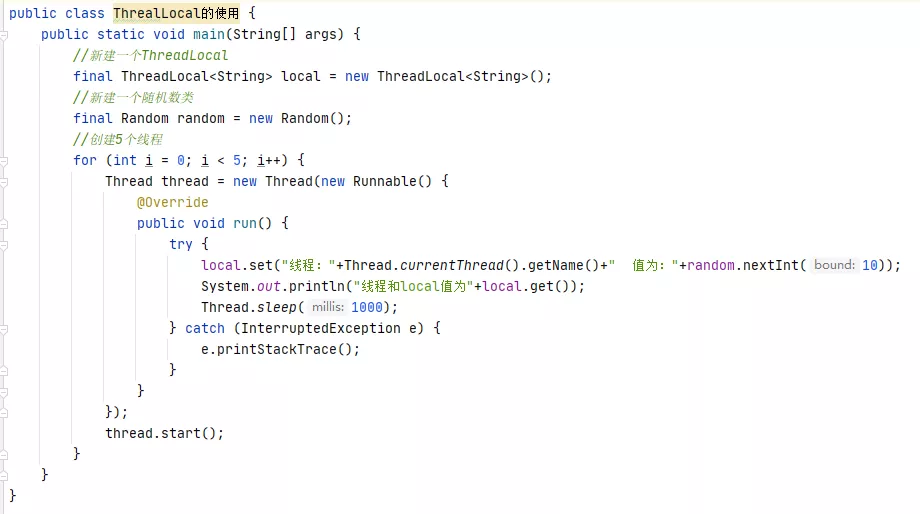 public class ThrealLocal的使用 {
public static void main(String[] args) {
//新建一个ThreadLocal
final ThreadLocal<String> local = new ThreadLocal<String>();
//新建一个随机数类
final Random random = new Random();
//创建5个线程
for (int i = 0; i < 5; i++) {
Thread thread = new Thread(new Runnable() {
@Override
public void run() {
try {
local.set("线程："+Thread.currentThread().getName()+"  值为："+random.nextInt( bound: 10));
System.out.println("线程和local值为"+local.get());
Thread.sleep( millis: 1000);
} catch (InterruptedException e) {
e.printStackTrace();
}
}
});
thread.start();
}
}
}